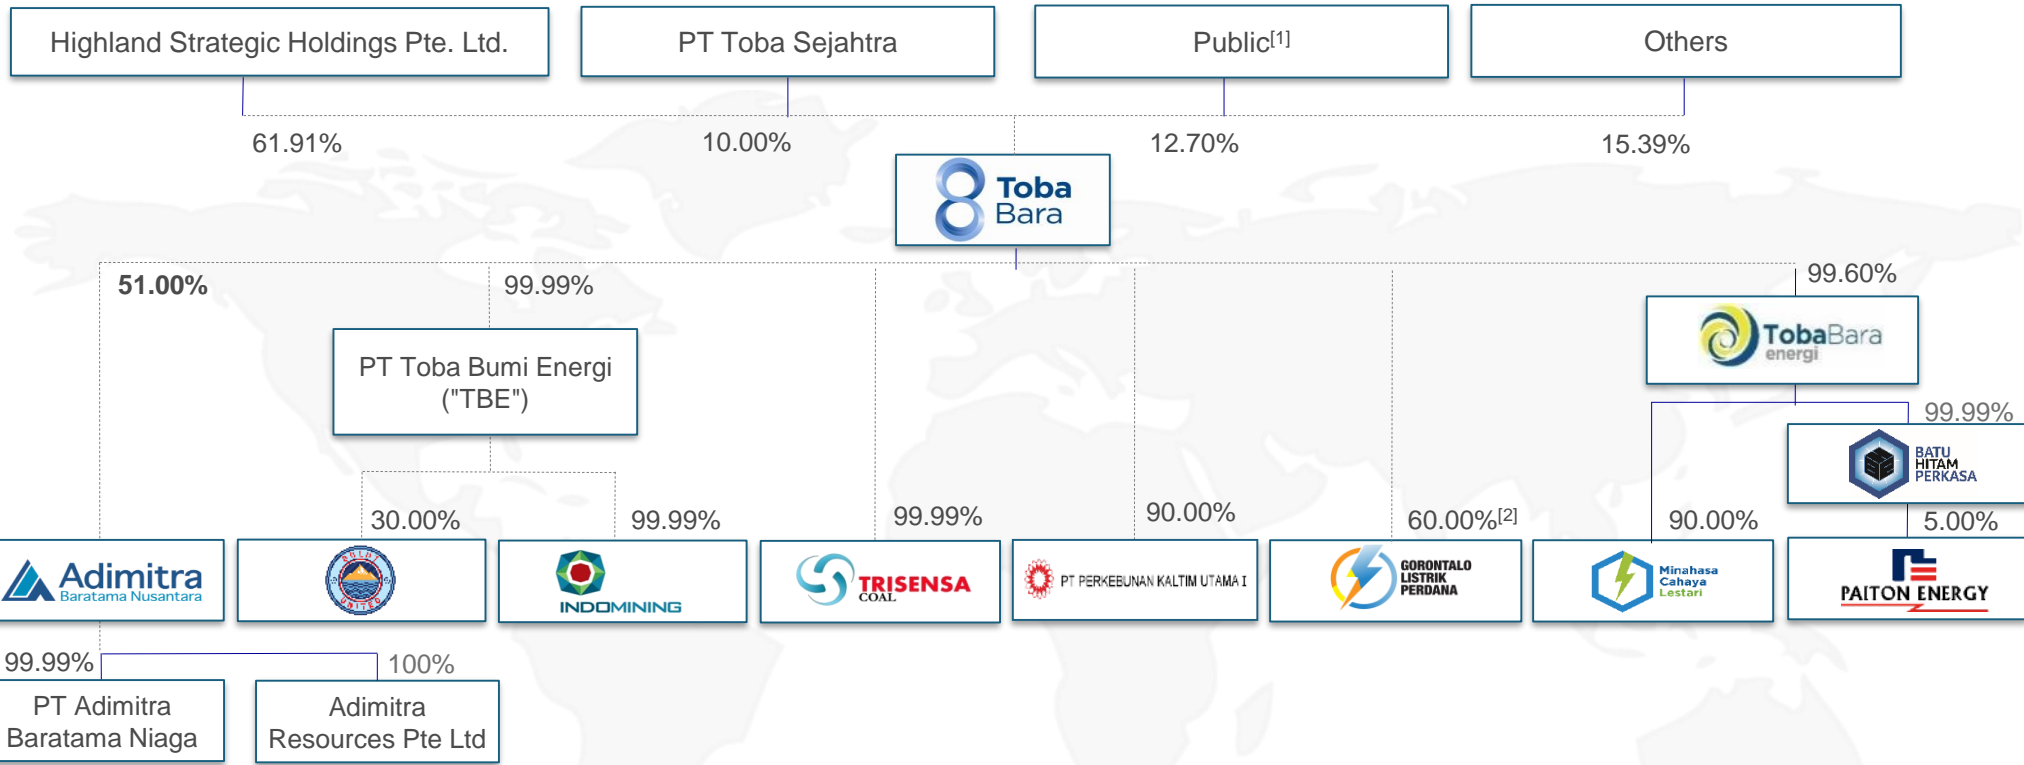 Highland Strategic Holdings Pte. Ltd.
PT Toba Sejahtra
Public[1]
Others
61.91%
10.00%
12.70%
15.39%
Toba
Bara
51.00%
99.99%
99.60%
PT Toba Bumi Energi
("TBE")
TobaBara
energi
99.99%
BATU
HITAM
PERKASA
30.00%
99.99%
99.99%
90.00%
60.00%[2]
90.00%
5.00%
Adimitra
Baratama Nusantara
UNITED
INDOMINING
TRISENSA
COAL
PT PERKEBUNAN KALTIM UTAMA I
GORONTALO
LISTRIK
PERDANA
Minahasa
Cahaya
Lestari
PAITON ENERGY
99.99%
100%
PT Adimitra
Baratama Niaga
Adimitra
Resources Pte Ltd